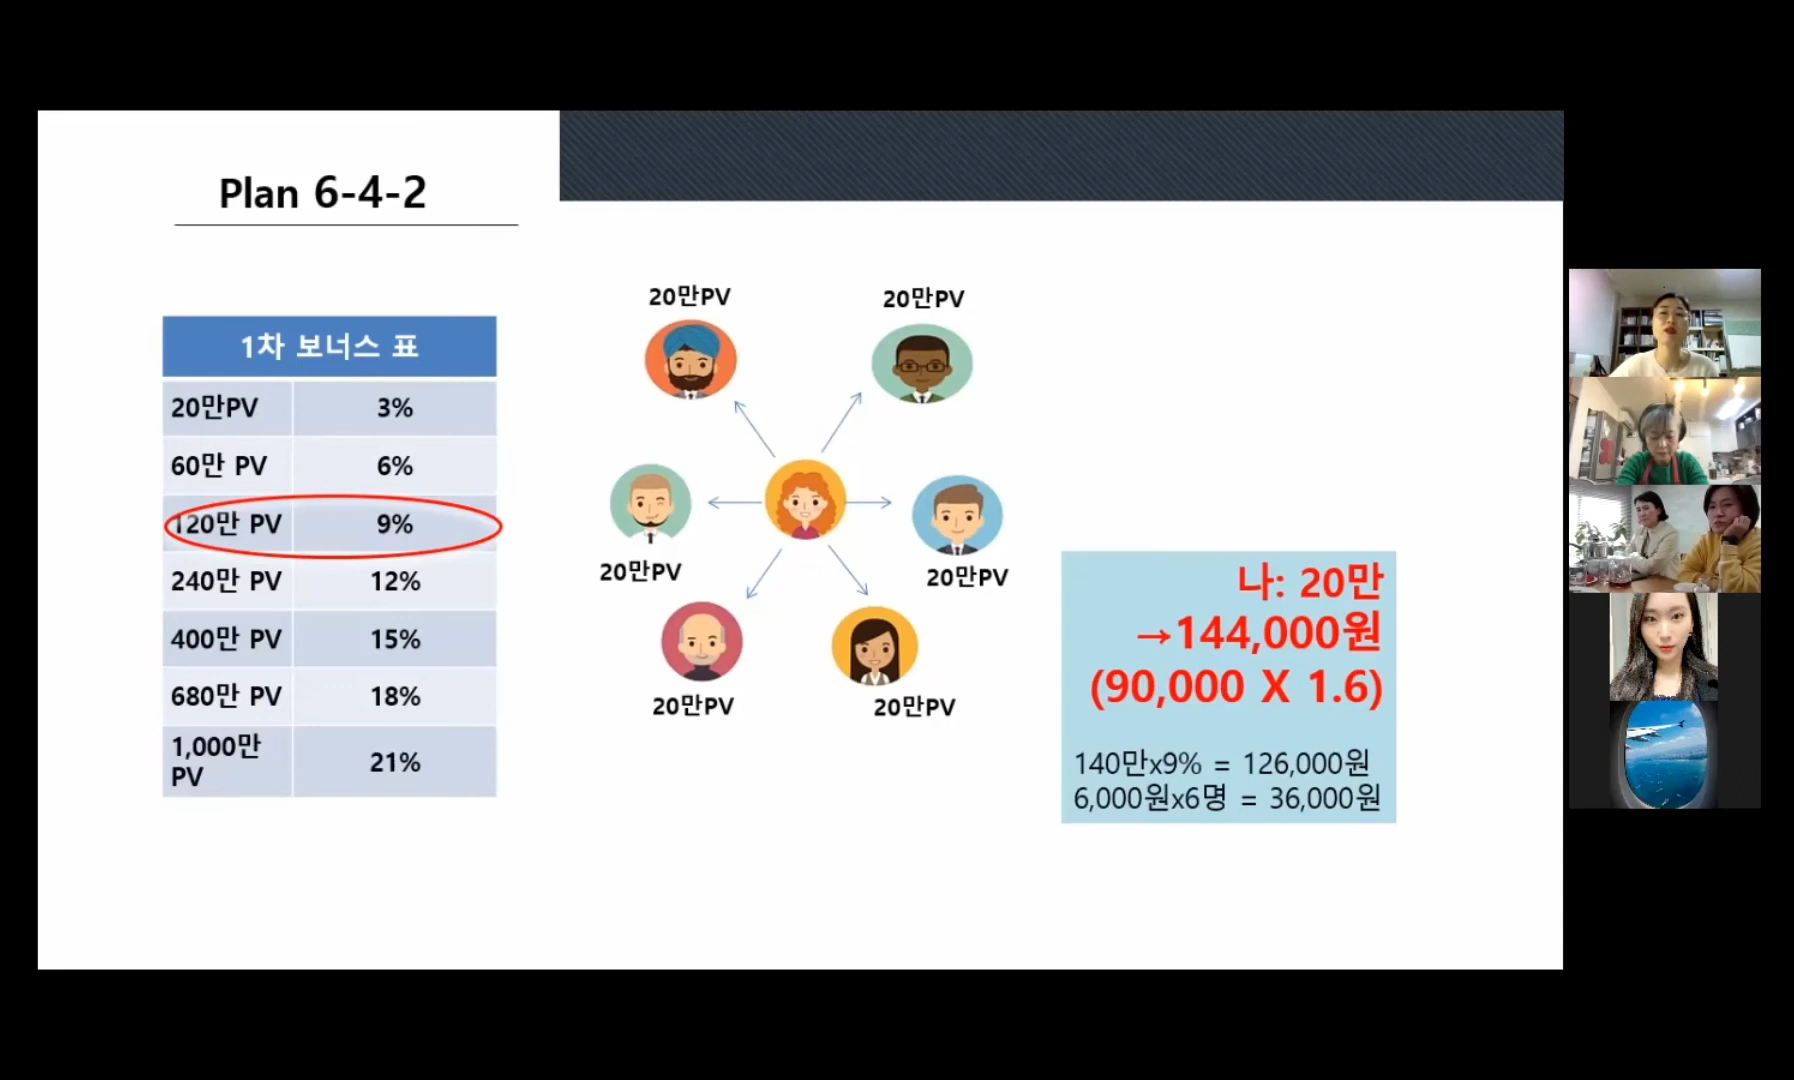 Plan 6-4-2
1차 보너스 표
20만PV 3%
60만 PV 6%
120만 PV 9%
240만 PV 12%
400만 PV 15%
680만 PV 18%
1,000만
PV 21%
20만PV
20만PV
20만PV
20만PV
20만PV
20만PV
나: 20만
→144,000원
(90,000 X 1.6)
140만x9% = 126,000원
6,000원x6명 = 36,000원